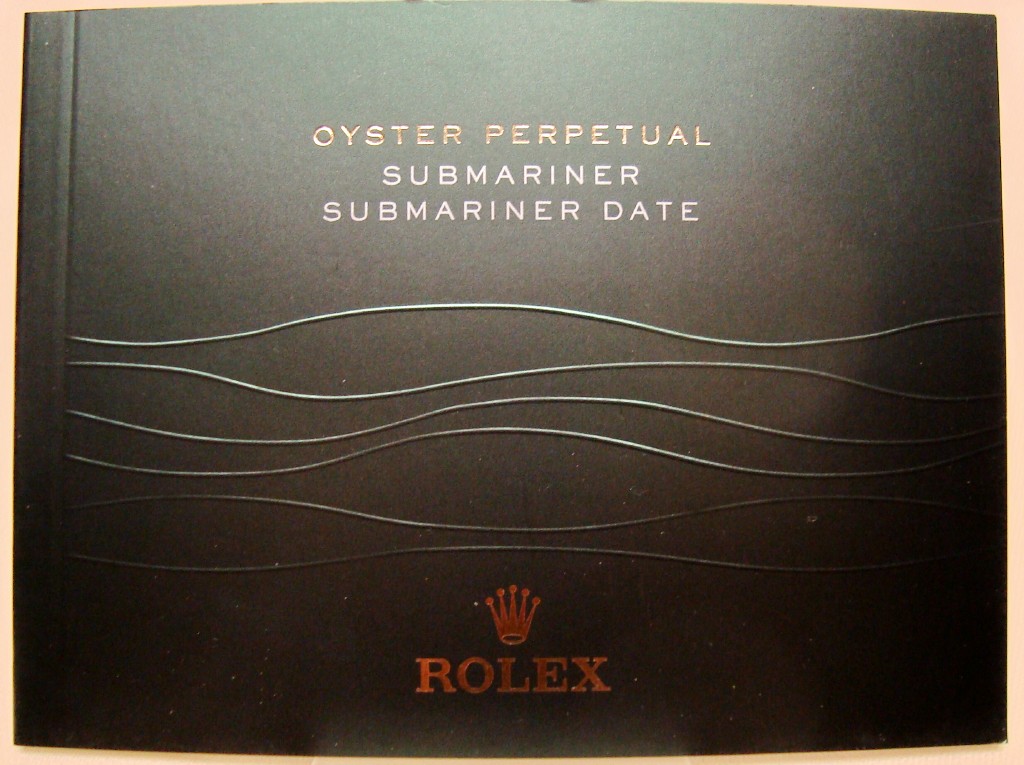 OYSTER PERPETUAL
SUBMARINER
SUBMARINER DATE
ROLEX